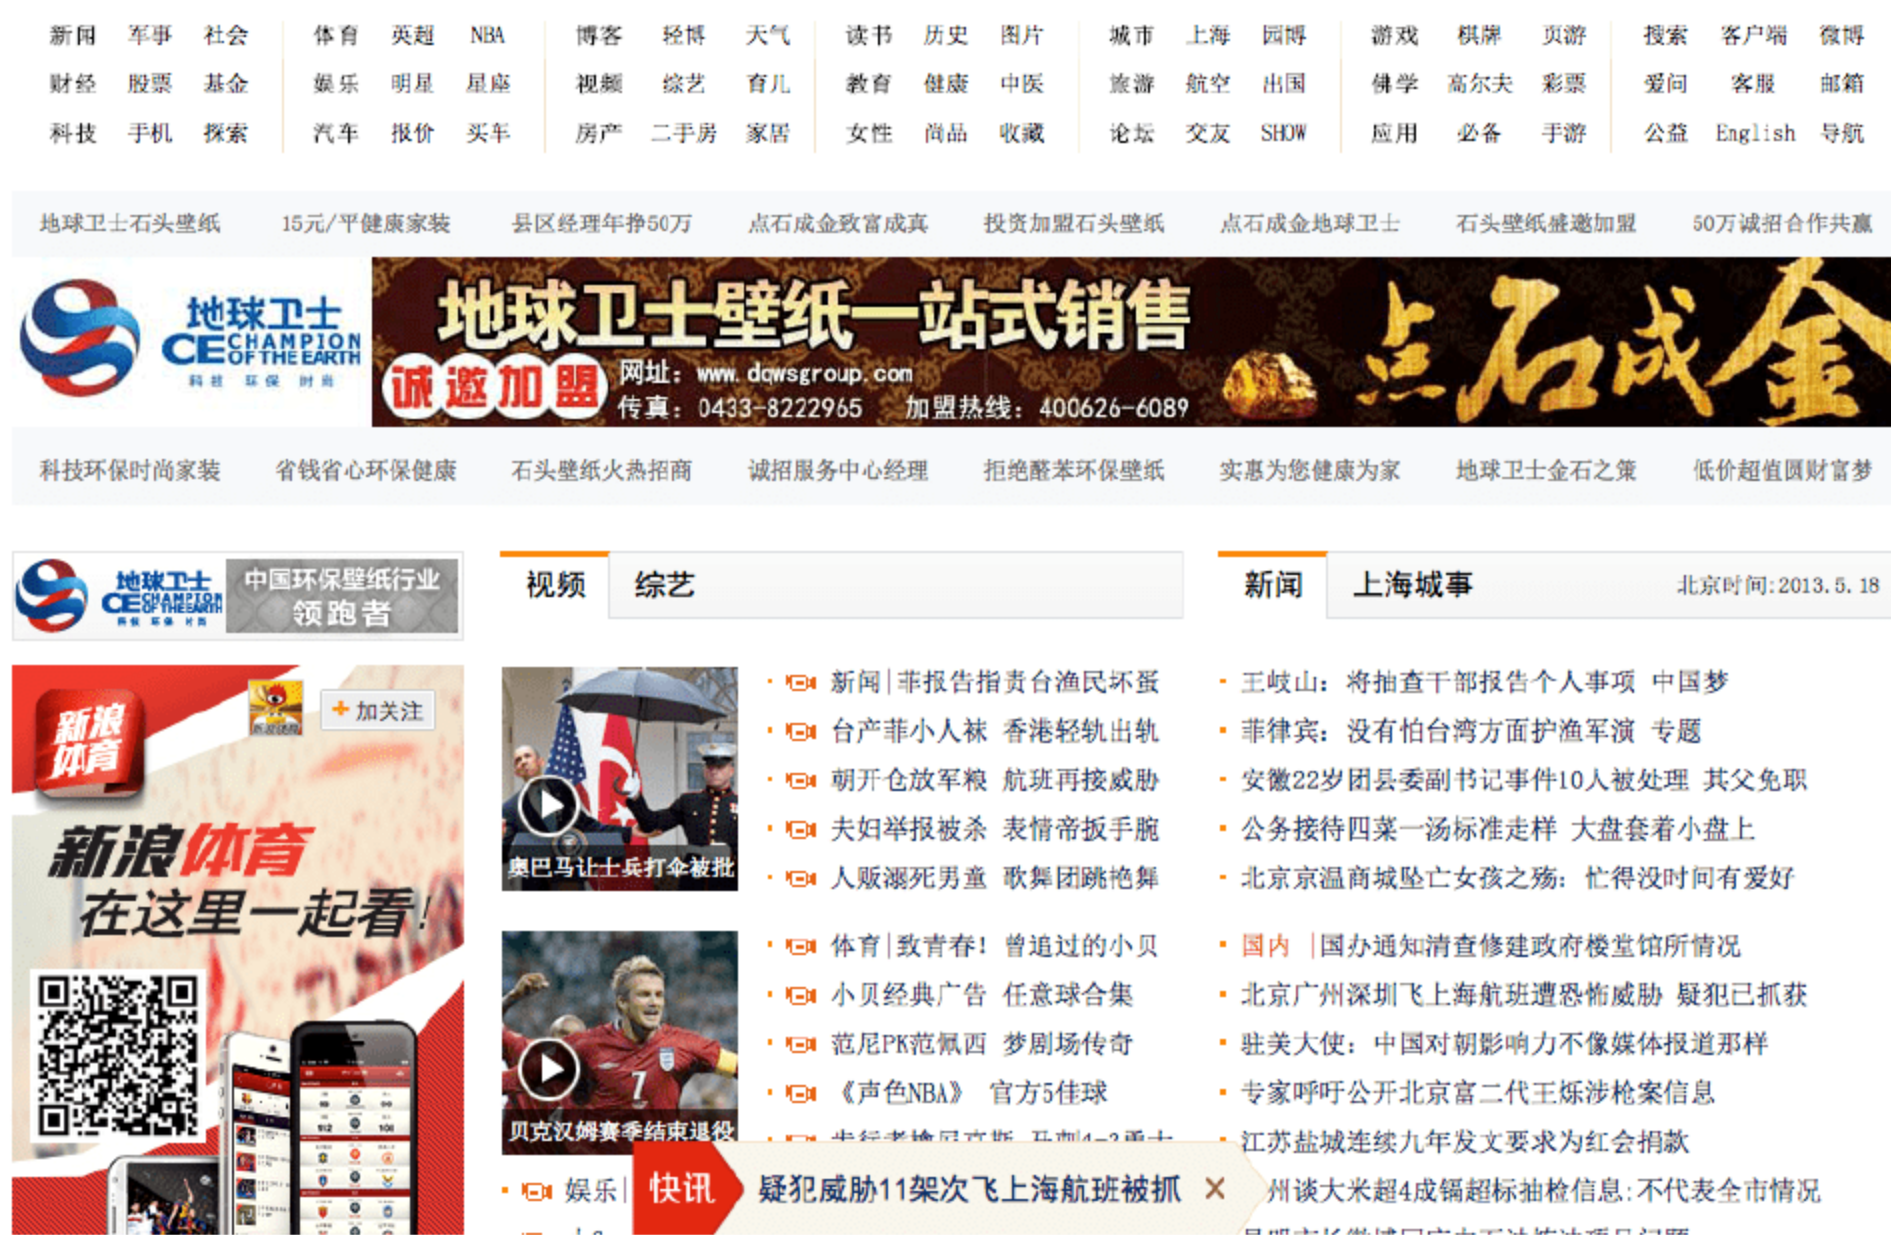 新闻 军事 社会 体育 英超 NBA 博客 轻博 天气 读书 历史 图片 城市 上海 园博 游戏 棋牌 页游 搜索 客户端 微博
财经 股票 基金 娱乐 明星 星座 视频 综艺 育儿 教育 健康 中医 旅游 航空 出国 佛学 高尔夫 彩票 爱问 客服 邮箱
科技 手机 探索 汽车 报价 买车 房产 二手房 家居 女性 尚品 收藏 论坛 交友 SHOW 应用 必备 手游 公益 English 导航
地球卫士石头壁纸 15元/平健康家装 县区经理年挣50万 点石成金致富成真 投资加盟石头壁纸 点石成金地球卫士 石头壁纸盛邀加盟 50万诚招合作共赢
地球卫士
CE CHAMPION OF THE EARTH
科技 环保 时尚
地球卫士壁纸一站式销售
诚邀加盟
网址：www.dqwsgroup.com
传真：0433-8222965 加盟热线：400626-6089
点石成金
科技环保时尚家装 省钱省心环保健康 石头壁纸火热招商 诚招服务中心经理 拒绝醛苯环保壁纸 实惠为您健康为家 地球卫士金石之策 低价超值圆财富梦
地球卫士
CE CHAMPION OF THE EARTH
科技 环保 时尚
中国环保壁纸行业
领跑者
新浪
体育
+加关注
新浪体育
在这里一起看！
视频 综艺
奥巴马让士兵打伞被批
新闻|菲报告指责台渔民坏蛋
台产菲小人袜 香港轻轨出轨
朝开仓放军粮 航班再接威胁
夫妇举报被杀 表情帝扳手腕
人贩溺死男童 歌舞团跳艳舞
7
贝克汉姆赛季结束退役
体育|致青春！曾追过的小贝
小贝经典广告 任意球合集
范尼PK范佩西 梦剧场传奇
《声色NBA》 官方5佳球
娱乐|
新闻 上海城事 北京时间:2013.5.18
王岐山：将抽查干部报告个人事项 中国梦
菲律宾：没有怕台湾方面护渔军演 专题
安徽22岁团县委副书记事件10人被处理 其父免职
公务接待四菜一汤标准走样 大盘套着小盘上
北京京温商城坠亡女孩之殇：忙得没时间有爱好
国内 |国办通知清查修建政府楼堂馆所情况
北京广州深圳飞上海航班遭恐怖威胁 疑犯已抓获
驻美大使：中国对朝影响力不像媒体报道那样
专家呼吁公开北京富二代王烁涉枪案信息
江苏盐城连续九年发文要求为红会捐款
州谈大米超4成镉超标抽检信息:不代表全市情况
快讯 疑犯威胁11架次飞上海航班被抓 ×